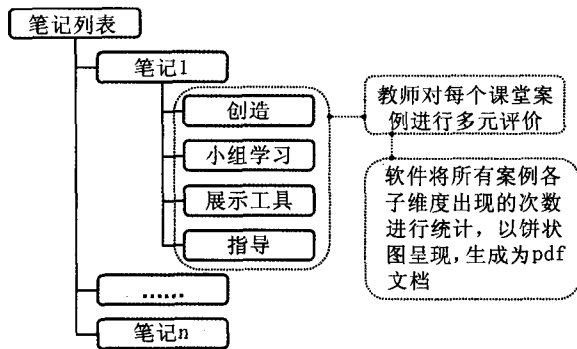 笔记列表
笔记1
创造
小组学习
展示工具
指导
......
笔记n
教师对每个课堂案
例进行多元评价
软件将所有案例各
子维度出现的次数
进行统计，以饼状
图呈现,生成为pdf
文档